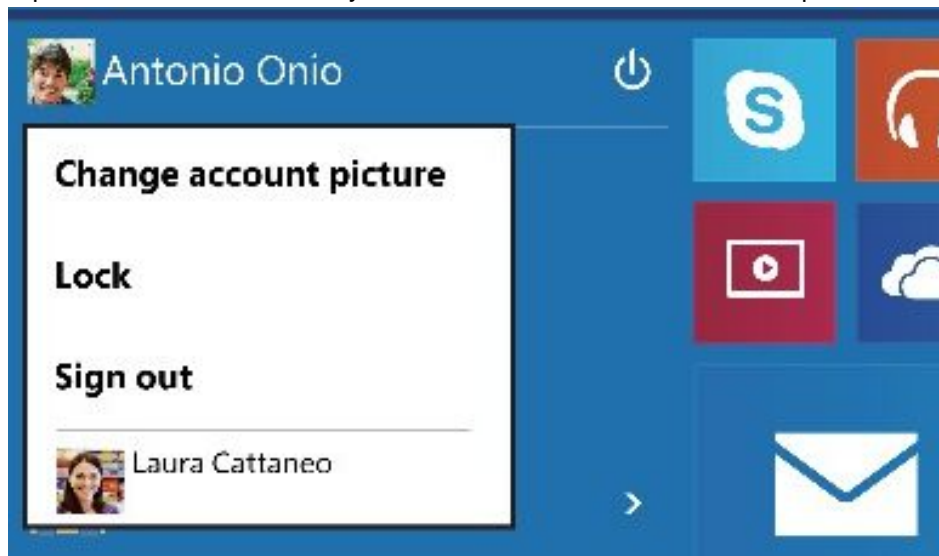 Antonio Onio
S
Change account picture
Lock
Sign out
Laura Cattaneo